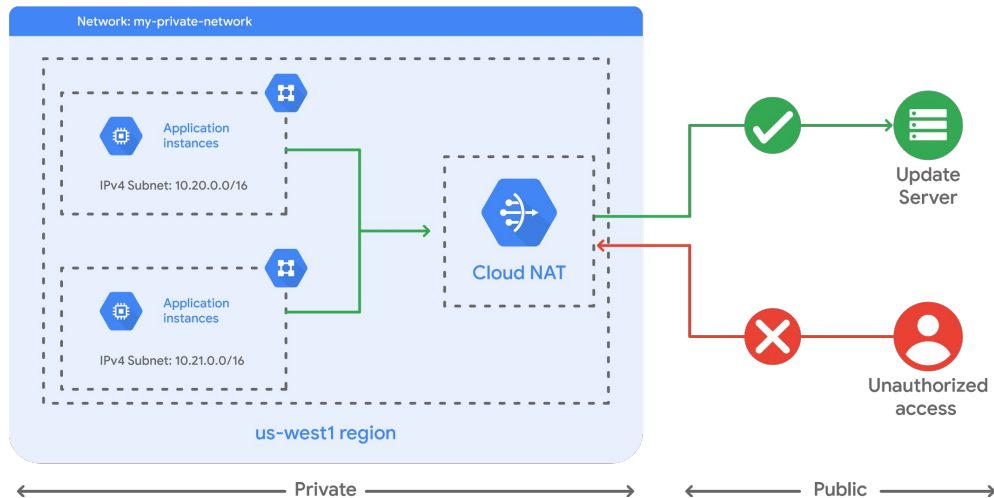 Network: my-private-network
Application
instances
IPv4 Subnet: 10.20.0.0/16
Application
instances
IPv4 Subnet: 10.21.0.0/16
Cloud NAT
us-west1 region
Update
Server
Unauthorized
access
Private
Public